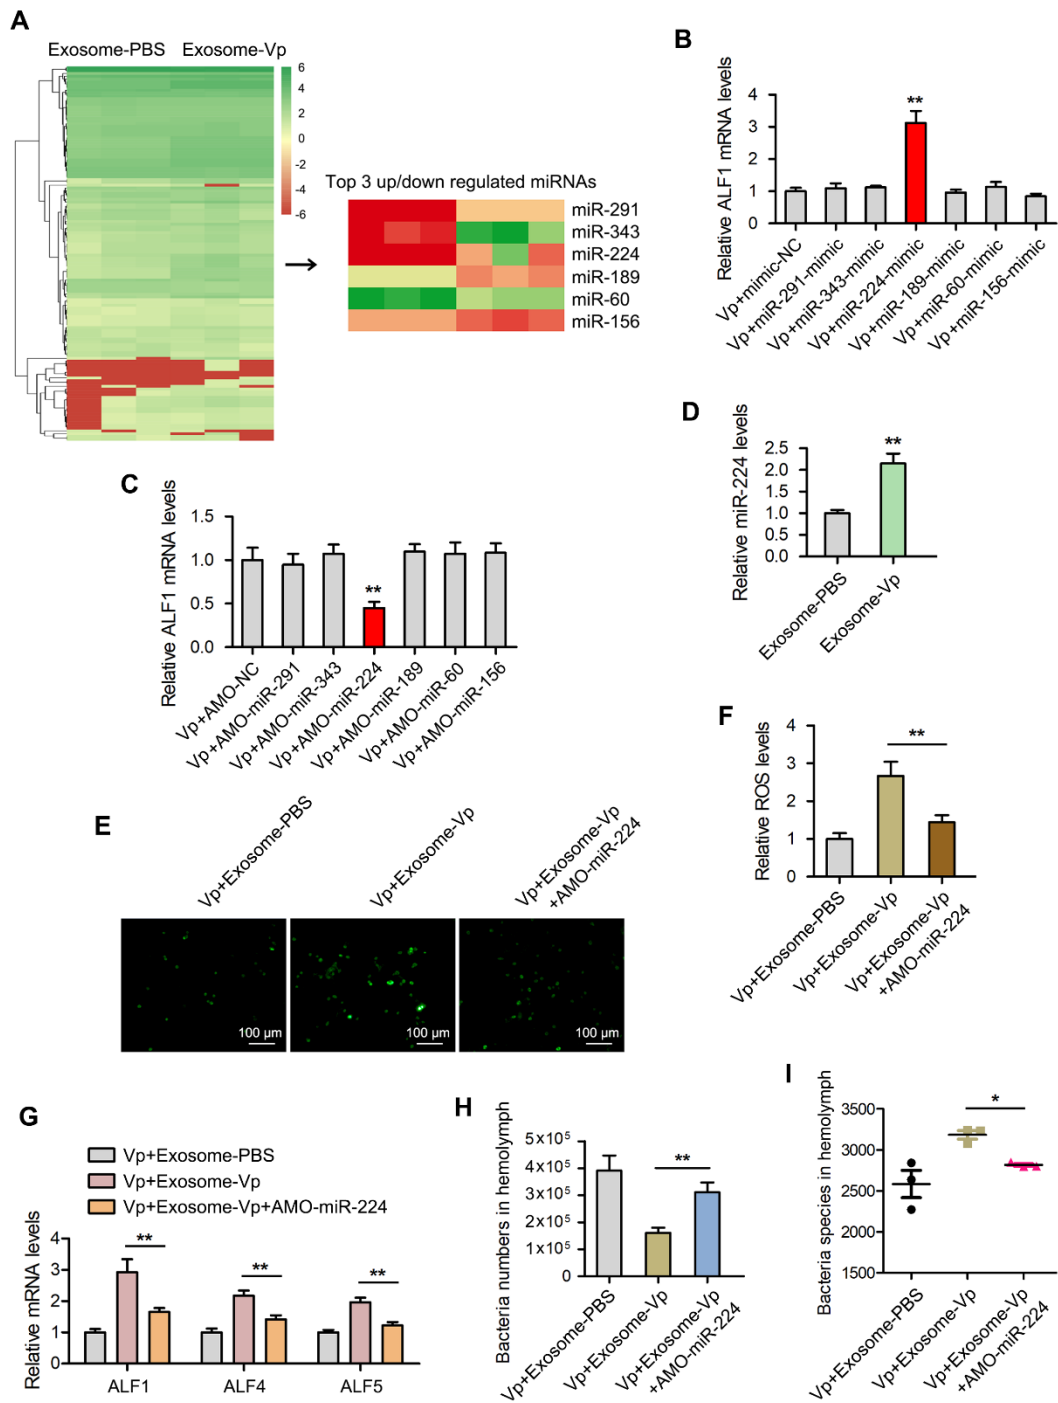 A
Exosome-PBS Exosome-Vp
6
4
2
0
-2
-4
-6
Top 3 up/down regulated miRNAs
miR-291
miR-343
miR-224
miR-189
miR-60
miR-156
B
Relative ALF1 mRNA levels
4
3
2
1
0
**
Vp+mimic-NC
Vp+miR-291-mimic
Vp+miR-343-mimic
Vp+miR-224-mimic
Vp+miR-189-mimic
Vp+miR-60-mimic
Vp+miR-156-mimic
C
Relative ALF1 mRNA levels
1.5
1.0
0.5
0.0
**
Vp+AMO-NC
Vp+AMO-miR-291
Vp+AMO-miR-343
Vp+AMO-miR-224
Vp+AMO-miR-189
Vp+AMO-miR-60
Vp+AMO-miR-156
D
Relative miR-224 levels
2.5
2.0
1.5
1.0
0.5
0.0
**
Exosome-PBS
Exosome-Vp
E
Vp+Exosome-PBS
Vp+Exosome-Vp
Vp+Exosome-Vp
+AMO-miR-224
100 µm
100 µm
100 µm
F
Relative ROS levels
4
3
2
1
0
**
Vp+Exosome-PBS
Vp+Exosome-Vp
Vp+Exosome-Vp
+AMO-miR-224
G
Vp+Exosome-PBS
Vp+Exosome-Vp
Vp+Exosome-Vp+AMO-miR-224
Relative mRNA levels
4
3
2
1
0
**
**
**
ALF1 ALF4 ALF5
H
Bacteria numbers in hemolymph
5×10⁵
4×10⁵
3×10⁵
2×10⁵
1×10⁵
0
**
Vp+Exosome-PBS
Vp+Exosome-Vp
Vp+Exosome-Vp
+AMO-miR-224
I
Bacteria species in hemolymph
3500
3000
2500
2000
1500
*
Vp+Exosome-PBS
Vp+Exosome-Vp
Vp+Exosome-Vp
+AMO-miR-224